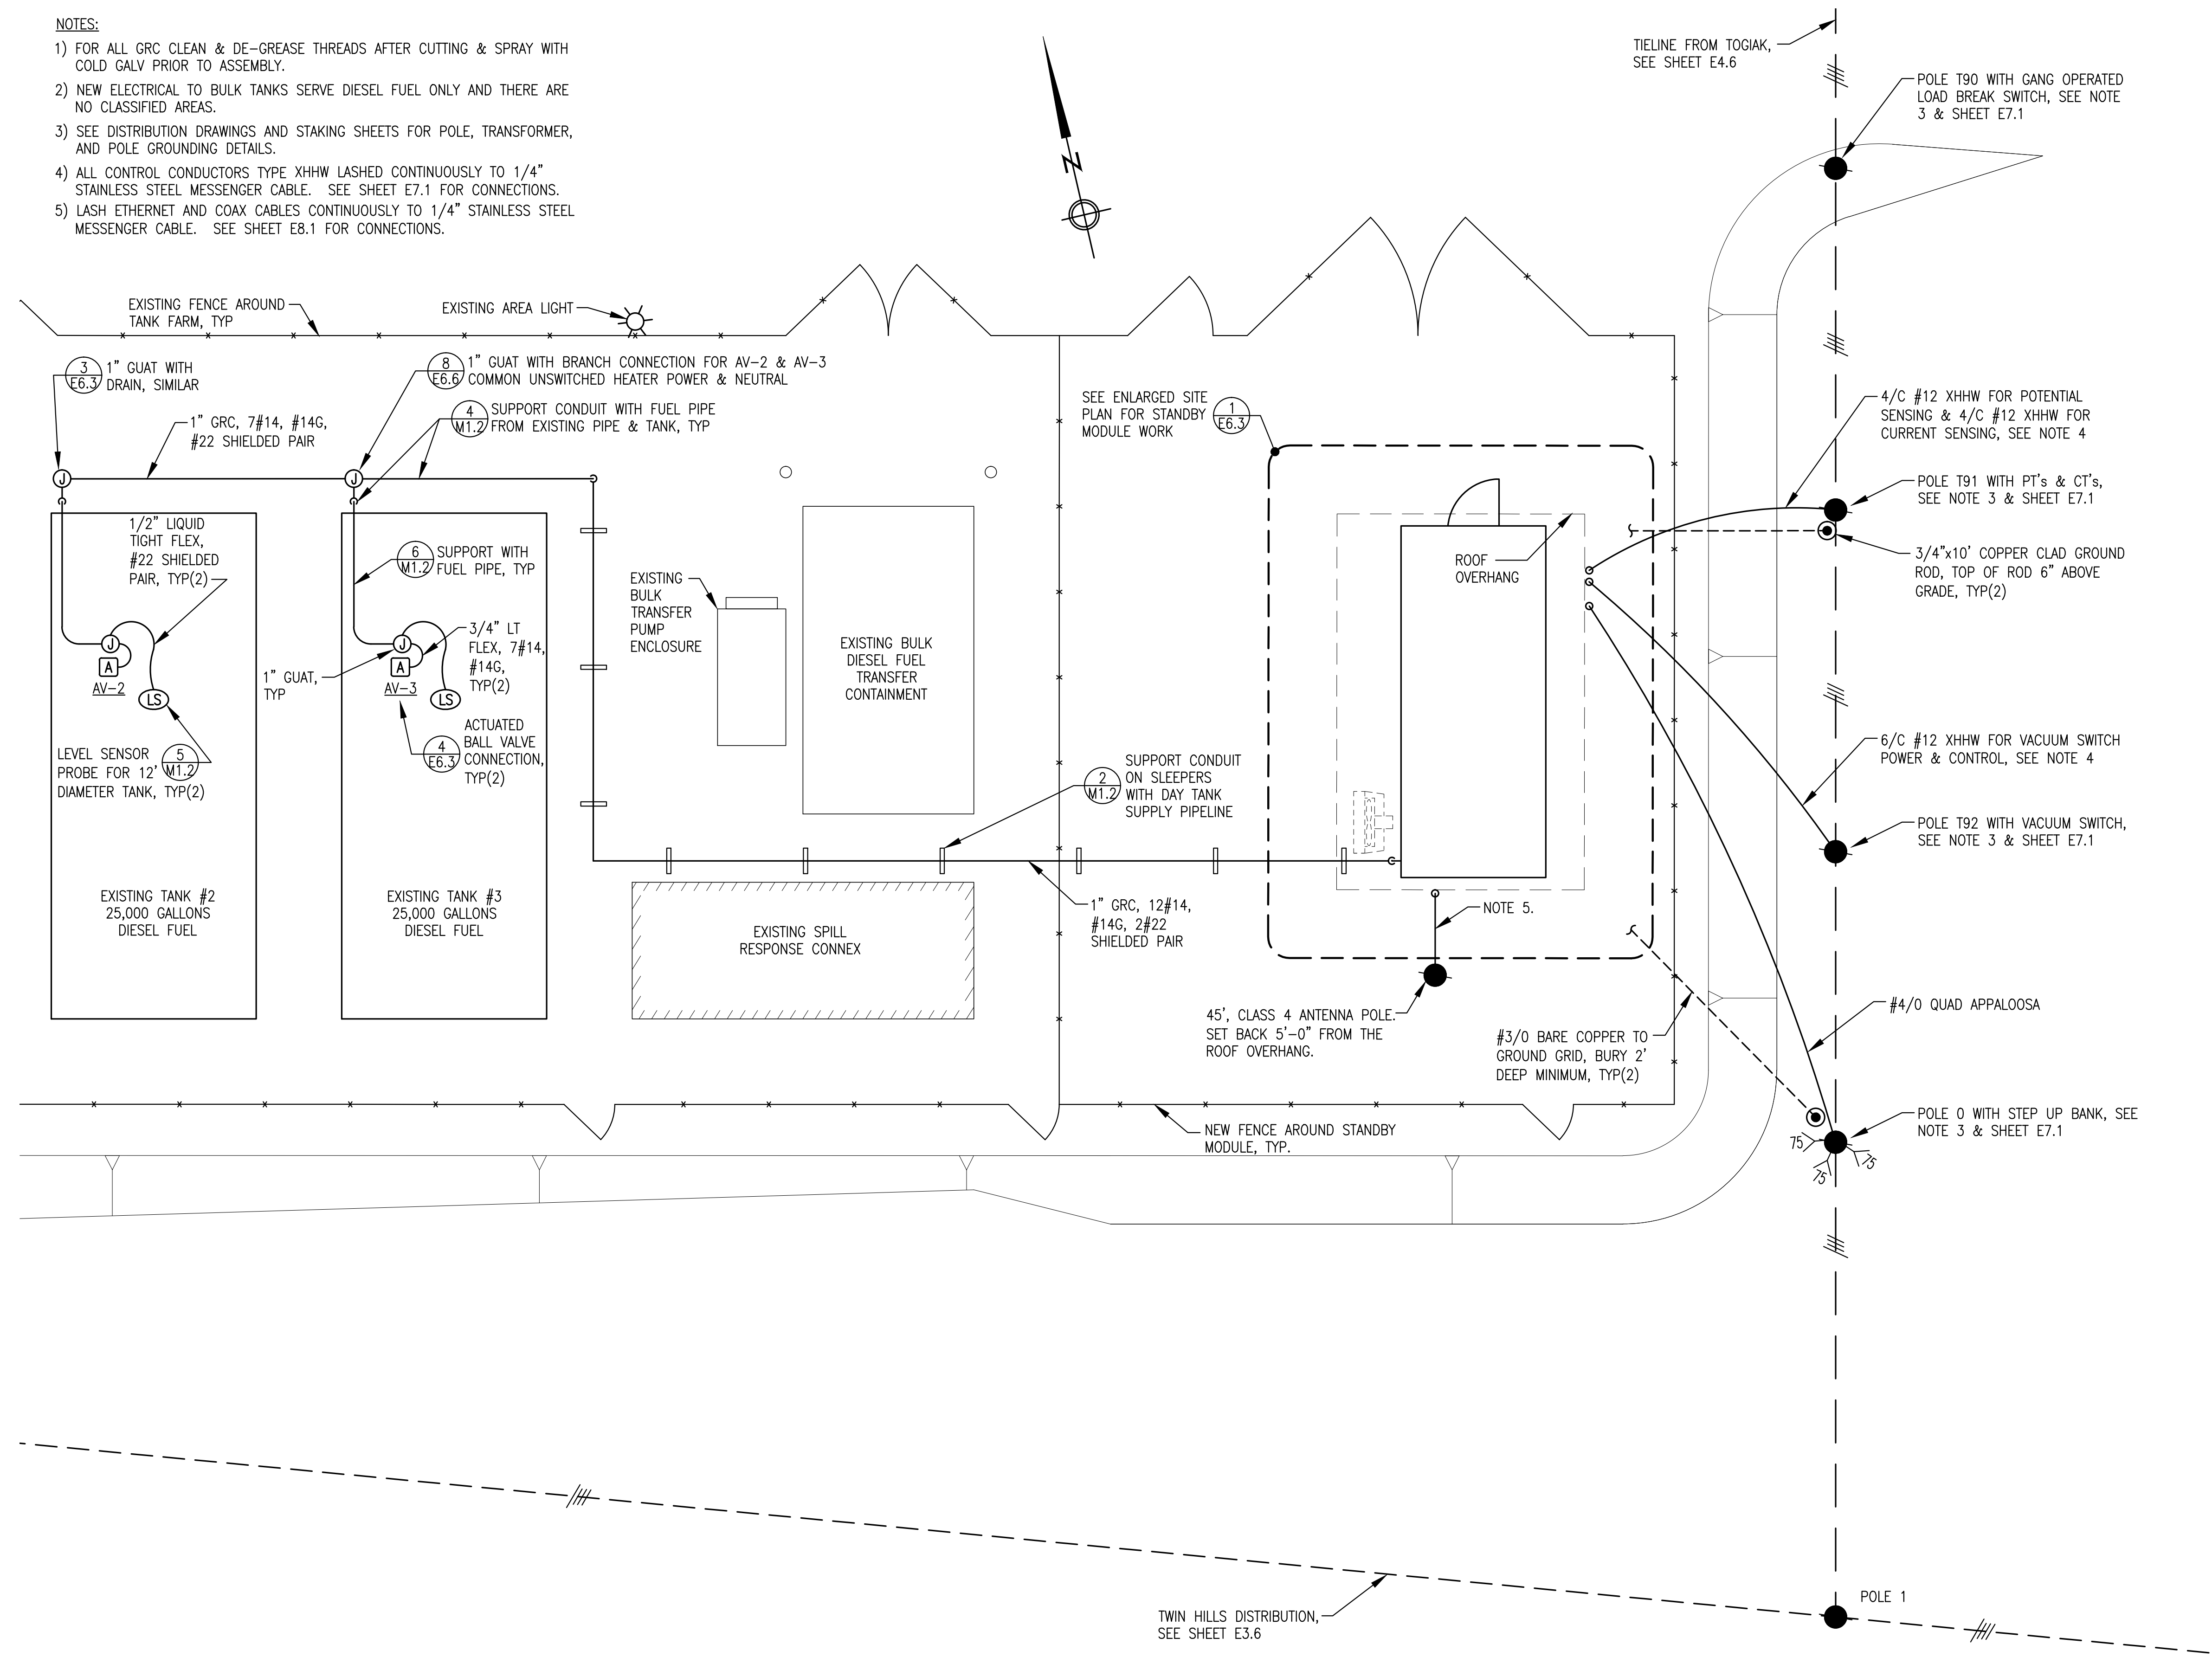 NOTES:
1) FOR ALL GRC CLEAN & DE-GREASE THREADS AFTER CUTTING & SPRAY WITH
COLD GALV PRIOR TO ASSEMBLY.
2) NEW ELECTRICAL TO BULK TANKS SERVE DIESEL FUEL ONLY AND THERE ARE
NO CLASSIFIED AREAS.
3) SEE DISTRIBUTION DRAWINGS AND STAKING SHEETS FOR POLE, TRANSFORMER,
AND POLE GROUNDING DETAILS.
4) ALL CONTROL CONDUCTORS TYPE XHHW LASHED CONTINUOUSLY TO 1/4"
STAINLESS STEEL MESSENGER CABLE. SEE SHEET E7.1 FOR CONNECTIONS.
5) LASH ETHERNET AND COAX CABLES CONTINUOUSLY TO 1/4" STAINLESS STEEL
MESSENGER CABLE. SEE SHEET E8.1 FOR CONNECTIONS.
N
TIELINE FROM TOGIAK,
SEE SHEET E4.6
POLE T90 WITH GANG OPERATED
LOAD BREAK SWITCH, SEE NOTE
3 & SHEET E7.1
EXISTING FENCE AROUND
TANK FARM, TYP
EXISTING AREA LIGHT
3
E6.3
1" GUAT WITH
DRAIN, SIMILAR
8
E6.6
1" GUAT WITH BRANCH CONNECTION FOR AV-2 & AV-3
COMMON UNSWITCHED HEATER POWER & NEUTRAL
4
M1.2
SUPPORT CONDUIT WITH FUEL PIPE
FROM EXISTING PIPE & TANK, TYP
1" GRC, 7#14, #14G,
#22 SHIELDED PAIR
SEE ENLARGED SITE
PLAN FOR STANDBY
MODULE WORK
1
E6.3
4/C #12 XHHW FOR POTENTIAL
SENSING & 4/C #12 XHHW FOR
CURRENT SENSING, SEE NOTE 4
POLE T91 WITH PT's & CT's,
SEE NOTE 3 & SHEET E7.1
3/4"x10' COPPER CLAD GROUND
ROD, TOP OF ROD 6" ABOVE
GRADE, TYP(2)
J
J
1/2" LIQUID
TIGHT FLEX,
#22 SHIELDED
PAIR, TYP(2)
6
M1.2
SUPPORT WITH
FUEL PIPE, TYP
ROOF
OVERHANG
EXISTING
BULK
TRANSFER
PUMP
ENCLOSURE
EXISTING BULK
DIESEL FUEL
TRANSFER
CONTAINMENT
3/4" LT
FLEX, 7#14,
#14G,
TYP(2)
J
A
AV-2
LS
J
A
AV-3
LS
1" GUAT,
TYP
4
E6.3
ACTUATED
BALL VALVE
CONNECTION,
TYP(2)
LEVEL SENSOR
PROBE FOR 12'
DIAMETER TANK, TYP(2)
5
M1.2
2
M1.2
SUPPORT CONDUIT
ON SLEEPERS
WITH DAY TANK
SUPPLY PIPELINE
6/C #12 XHHW FOR VACUUM SWITCH
POWER & CONTROL, SEE NOTE 4
POLE T92 WITH VACUUM SWITCH,
SEE NOTE 3 & SHEET E7.1
EXISTING TANK #2
25,000 GALLONS
DIESEL FUEL
EXISTING TANK #3
25,000 GALLONS
DIESEL FUEL
EXISTING SPILL
RESPONSE CONNEX
1" GRC, 12#14,
#14G, 2#22
SHIELDED PAIR
NOTE 5.
45', CLASS 4 ANTENNA POLE.
SET BACK 5'-0" FROM THE
ROOF OVERHANG.
#3/0 BARE COPPER TO
GROUND GRID, BURY 2'
DEEP MINIMUM, TYP(2)
#4/0 QUAD APPALOOSA
NEW FENCE AROUND STANDBY
MODULE, TYP.
POLE 0 WITH STEP UP BANK, SEE
NOTE 3 & SHEET E7.1
75
75
75
TWIN HILLS DISTRIBUTION,
SEE SHEET E3.6
POLE 1